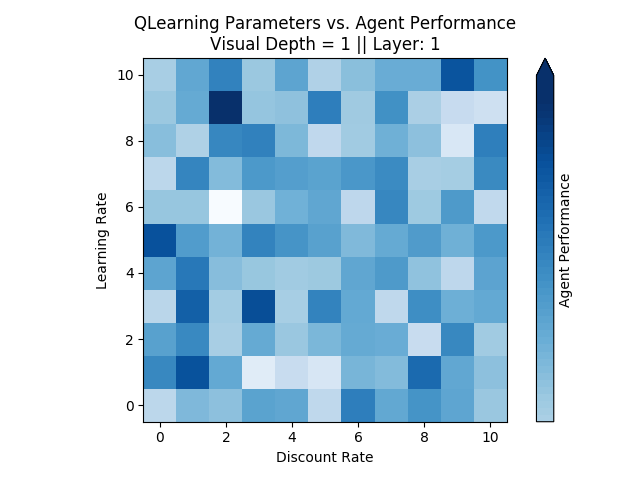 QLearning Parameters vs. Agent Performance
Visual Depth = 1 || Layer: 1
10
8
6
4
2
0
Learning Rate
0 2 4 6 8 10
Discount Rate
Agent Performance